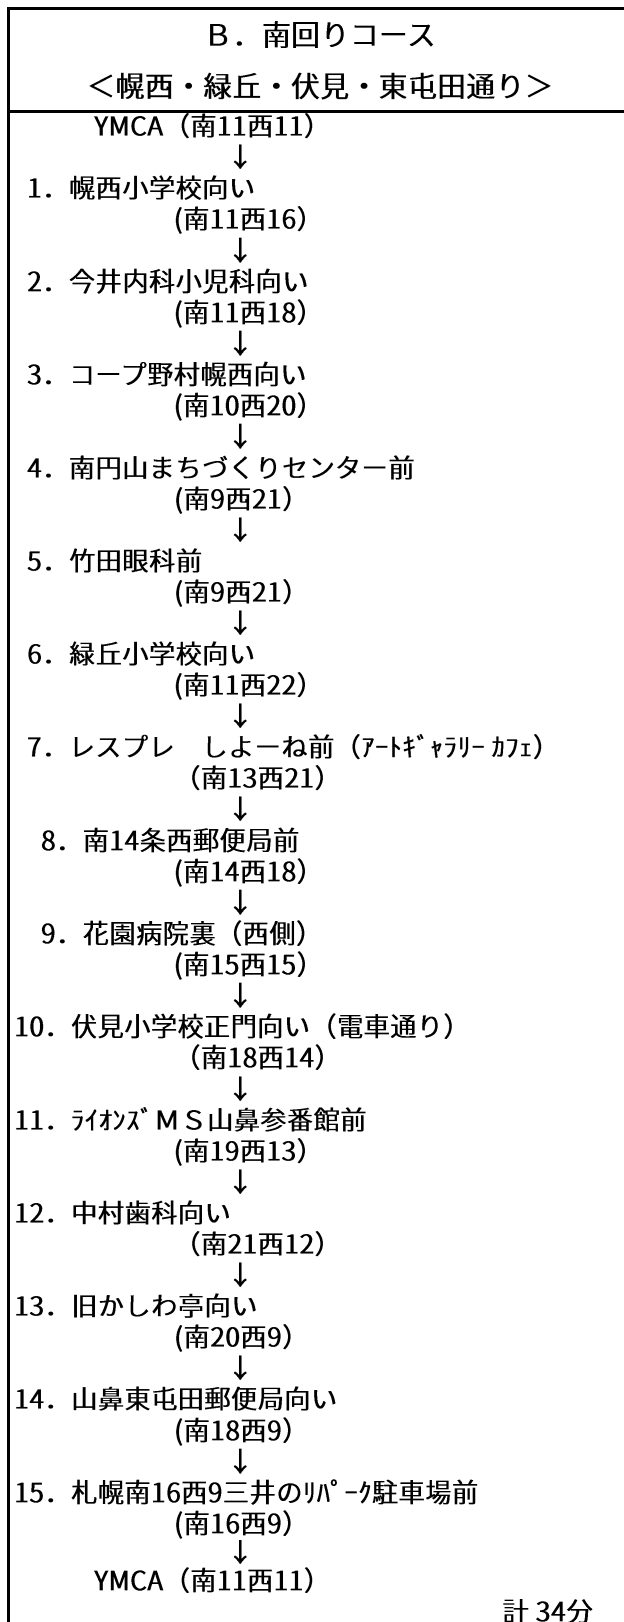 B．南回りコース
＜幌西・緑丘・伏見・東屯田通り＞
YMCA（南11西11）
↓
1．幌西小学校向い
(南11西16）
↓
2．今井内科小児科向い
(南11西18）
↓
3．コープ野村幌西向い
(南10西20）
↓
4．南円山まちづくりセンター前
(南9西21）
↓
5．竹田眼科前
(南9西21）
↓
6．緑丘小学校向い
(南11西22）
↓
7．レスプレ　しよーね前（ｱｰﾄｷﾞｬﾗﾘｰ ｶﾌｪ）
（南13西21）
↓
8．南14条西郵便局前
(南14西18）
↓
9．花園病院裏（西側）
(南15西15）
↓
10．伏見小学校正門向い（電車通り）
（南18西14）
↓
11．ﾗｲｵﾝｽﾞＭＳ山鼻参番館前
(南19西13）
↓
12．中村歯科向い
（南21西12）
↓
13．旧かしわ亭向い
(南20西9）
↓
14．山鼻東屯田郵便局向い
(南18西9）
↓
15．札幌南16西9三井のﾘﾊﾟｰｸ駐車場前
(南16西9）
↓
YMCA（南11西11）
計 34分